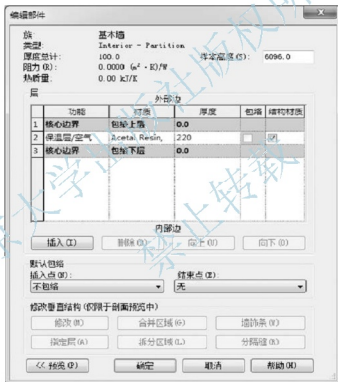 编辑部件
族: 基本墙
类型: Interior - Partition
厚度总计: 100.0 样本高度(S): 6096.0
阻力(R): 0.0000 (m²·K)/W
热质量: 0.00 kJ/K
层
外部边
功能 材质 厚度 包络 结构材质
1 核心边界 包络上层 0.0
2 保温层/空气 Acetal Resin, 220
3 核心边界 包络下层 0.0
内部边
插入(I) 删除(D) 向上(U) 向下(O)
默认包络
插入点(N): 结束点(E):
不包络 无
修改垂直结构(仅限于剖面预览中)
修改(M) 合并区域(G) 墙饰条(W)
指定层(A) 拆分区域(L) 分隔缝(R)
<< 预览(P) 确定 取消 帮助(H)
禁止转载